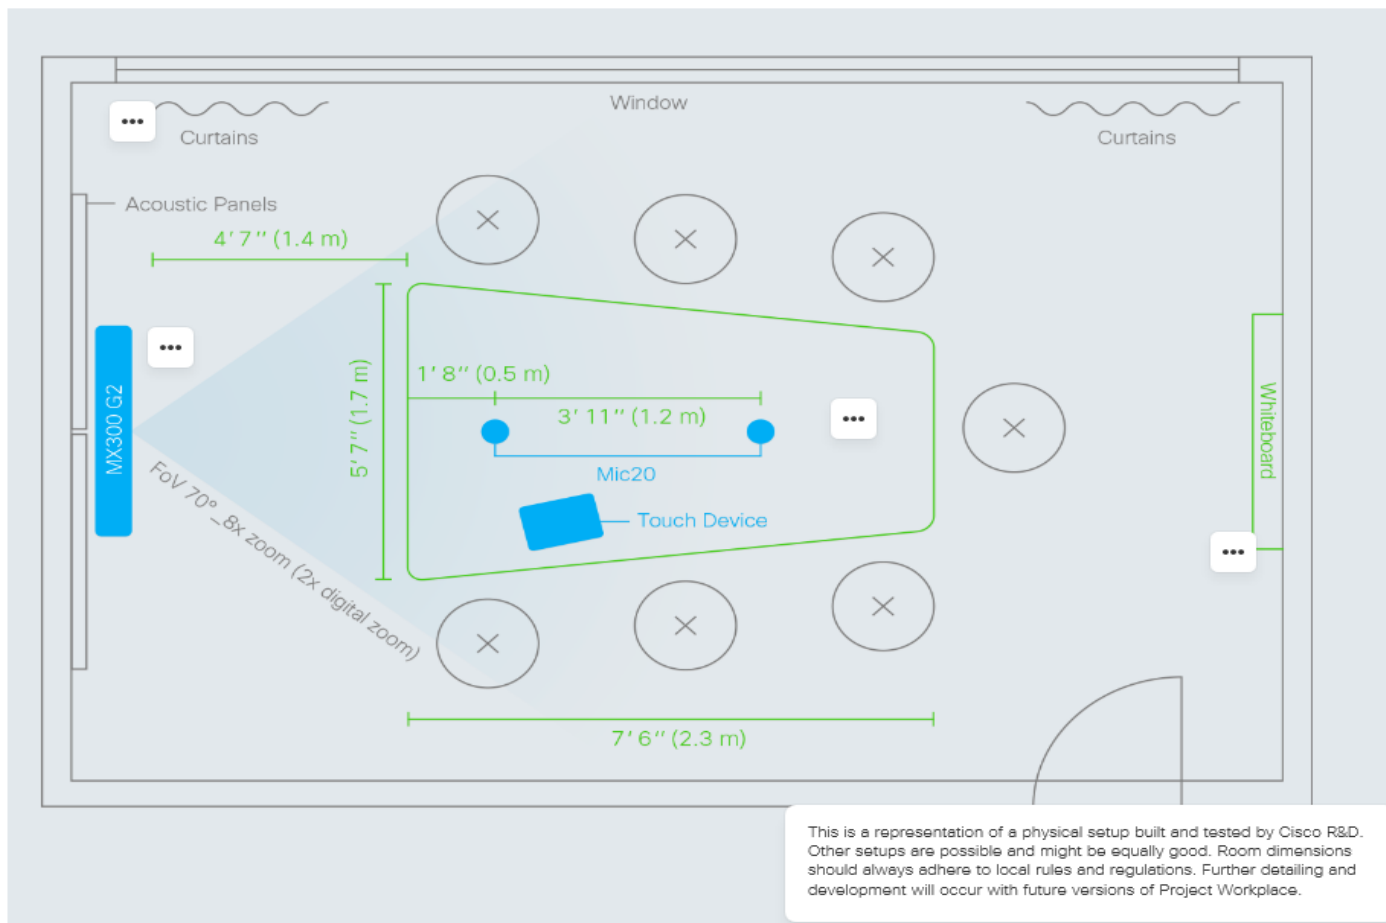 Window
Curtains
Curtains
Acoustic Panels
4' 7'' (1.4 m)
1' 8'' (0.5 m)
5' 7'' (1.7 m)
3' 11'' (1.2 m)
MX300 G2
Whiteboard
Mic20
FoV 70°_8x zoom (2x digital zoom)
Touch Device
7' 6'' (2.3 m)
This is a representation of a physical setup built and tested by Cisco R&D.
Other setups are possible and might be equally good. Room dimensions
should always adhere to local rules and regulations. Further detailing and
development will occur with future versions of Project Workplace.